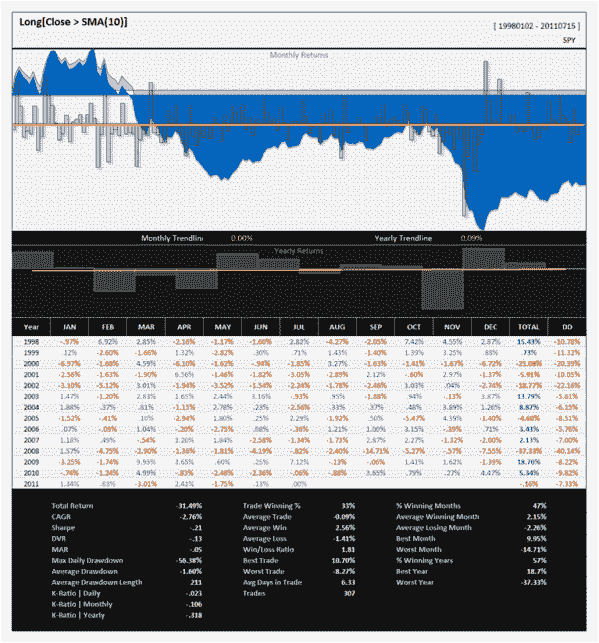 Long[Close > SMA(10)]
[ 19980102 - 20110715 ]
SPY
Monthly Returns
Monthly Trendline 0.00% Yearly Trendline 0.09%
Yearly Returns
Year JAN FEB MAR APR MAY JUN JUL AUG SEP OCT NOV DEC TOTAL DD
1998 -.97% 6.92% 2.85% -2.16% -1.17% -1.60% 2.82% -4.27% -2.05% 7.42% 4.55% 2.87% 15.43% -10.78%
1999 .12% -2.60% -1.66% 1.32% -2.82% .30% .71% 1.43% -1.40% 1.39% 3.25% .88% .73% -11.32%
2000 -6.97% -1.68% 4.59% -6.10% -1.62% -.94% -1.85% 3.27% -1.63% -1.41% -1.67% -6.72% -20.39%
2001 -2.56% -1.63% -1.90% 6.56% -1.46% -1.82% -3.05% -2.89% 2.12% -.60% 2.97% -1.37% -5.91% -10.05%
2002 -3.10% -5.12% 3.01% -1.94% -3.52% -1.54% -2.24% -1.78% -2.46% 1.03% .04% -2.74% -18.77% -22.16%
2003 1.47% -1.20% 2.83% 1.65% 2.44% 3.16% -.93% .95% -1.88% .94% -.13% 3.87% 13.79% -5.61%
2004 1.88% -.37% .81% -1.13% 2.78% .23% -2.56% .33% -.37% .48% 3.89% 1.26% 8.87%
2005 -1.52% -.41% .10% -2.94% 1.80% .25% 2.29% -1.92% .50% -5.47% 4.39% -1.40%
2006 .07% 1.04% .20% -2.75% .36% 1.21% 1.06% 3.15% .71% 3.43% -5.76%
2007 1.18% .49% -.54% 3.20% 1.84% -2.58% -1.34% -1.73% 2.87% 2.27% -1.32% -2.00% 2.13% -7.00%
2008 1.57% -4.75% -2.90% -1.36% -1.81% -4.19% -.82% -2.40% -14.71% -5.27% -.57% -7.55% -37.33% -40.14%
2009 -3.25% -1.74% 9.93% 3.65% .60% .25% 7.12% -.13% -.06% 1.41% 1.62% -1.39% 18.70% -8.22%
2010 -.74% -1.24% 4.99% -.83% -2.46% -2.36% -.06% -.88% 3.65% .79% .27% 4.47% 5.34% -9.82%
2011 1.34% .83% -3.01% 2.41% -1.75% .13% .00% -.16% -7.33%
Total Return -31.49% Trade Winning % 33% % Winning Months 47%
CAGR -2.76% Average Trade -0.09% Average Winning Month 2.15%
Sharpe -.21 Average Win 2.56% Average Losing Month -2.26%
DVR -.13 Average Loss -1.41% Best Month 9.95%
MAR -.05 Win/Loss Ratio 1.81 Worst Month -14.71%
Max Daily Drawdown -56.38% Best Trade 10.70% % Winning Years 57%
Average Drawdown -1.60% Worst Trade -8.27% Best Year 18.7%
Average Drawdown Length 211 Avg Days in Trade 6.33 Worst Year -37.33%
K-Ratio | Daily -.023 Trades 307
K-Ratio | Monthly -.106
K-Ratio | Yearly -.318